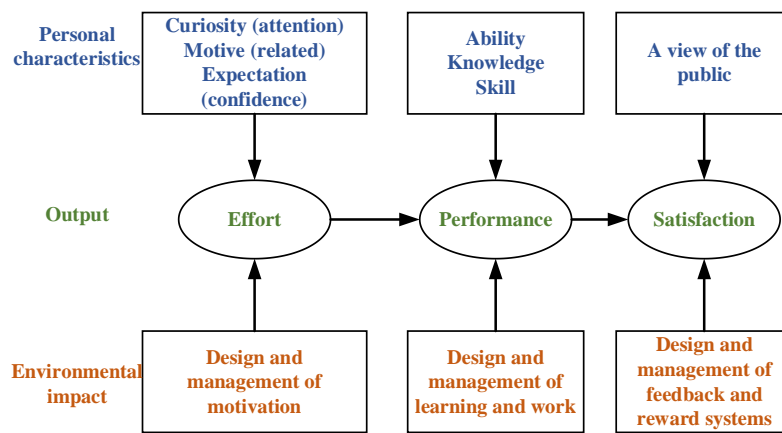 Personal
characteristics
Curiosity (attention)
Motive (related)
Expectation
(confidence)
Ability
Knowledge
Skill
A view of the
public
Output
Effort
Performance
Satisfaction
Environmental
impact
Design and
management of
motivation
Design and
management of
learning and work
Design and
management of
feedback and
reward systems